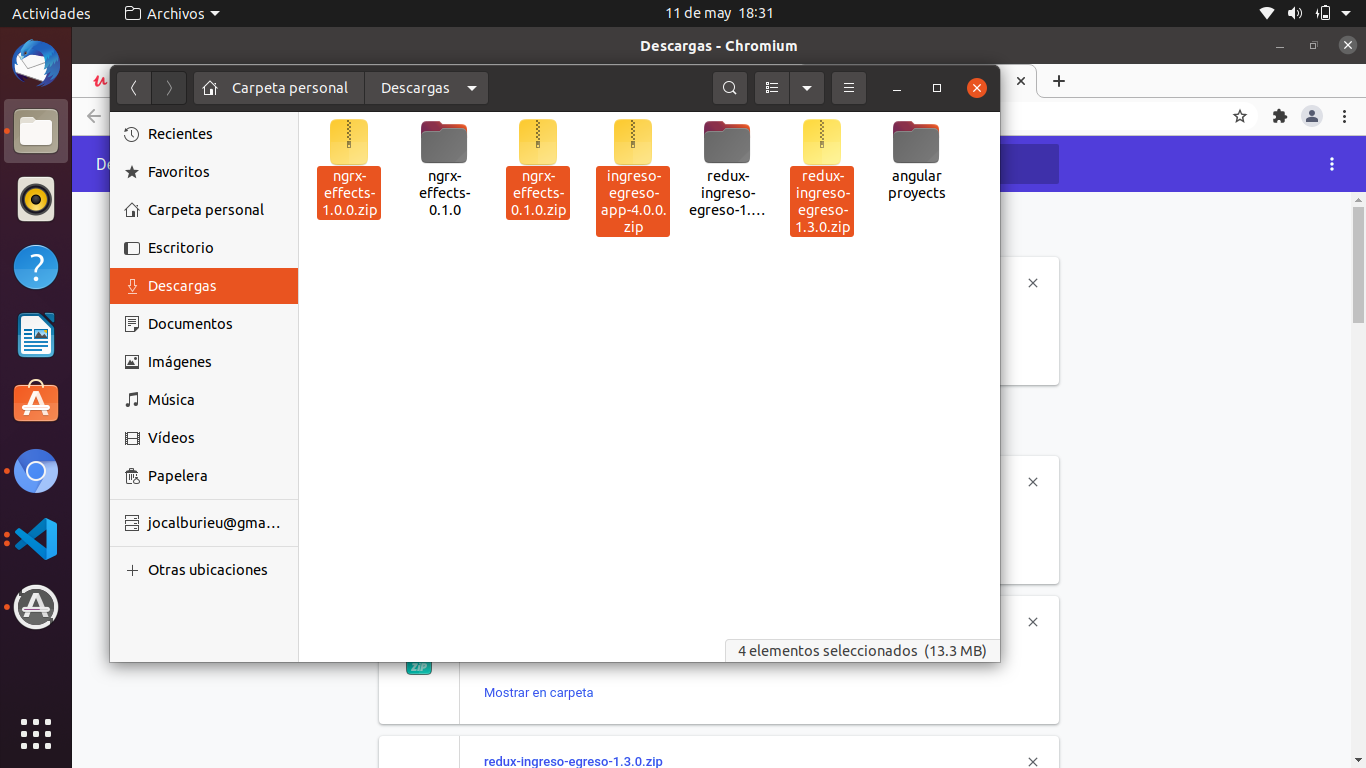 Actividades
Archivos
11 de may 18:31
Descargas - Chromium
Carpeta personal
Descargas
Recientes
Favoritos
Carpeta personal
Escritorio
Descargas
Documentos
Imágenes
Música
Vídeos
Papelera
jocalburieu@gma…
Otras ubicaciones
ngrx-
effects-
1.0.0.zip
ngrx-
effects-
0.1.0
ngrx-
effects-
0.1.0.zip
ingreso-
egreso-
app-4.0.0.
zip
redux-
ingreso-
egreso-1.…
redux-
ingreso-
egreso-
1.3.0.zip
angular
proyects
4 elementos seleccionados (13.3 MB)
De
ZIP
Mostrar en carpeta
redux-ingreso-egreso-1.3.0.zip